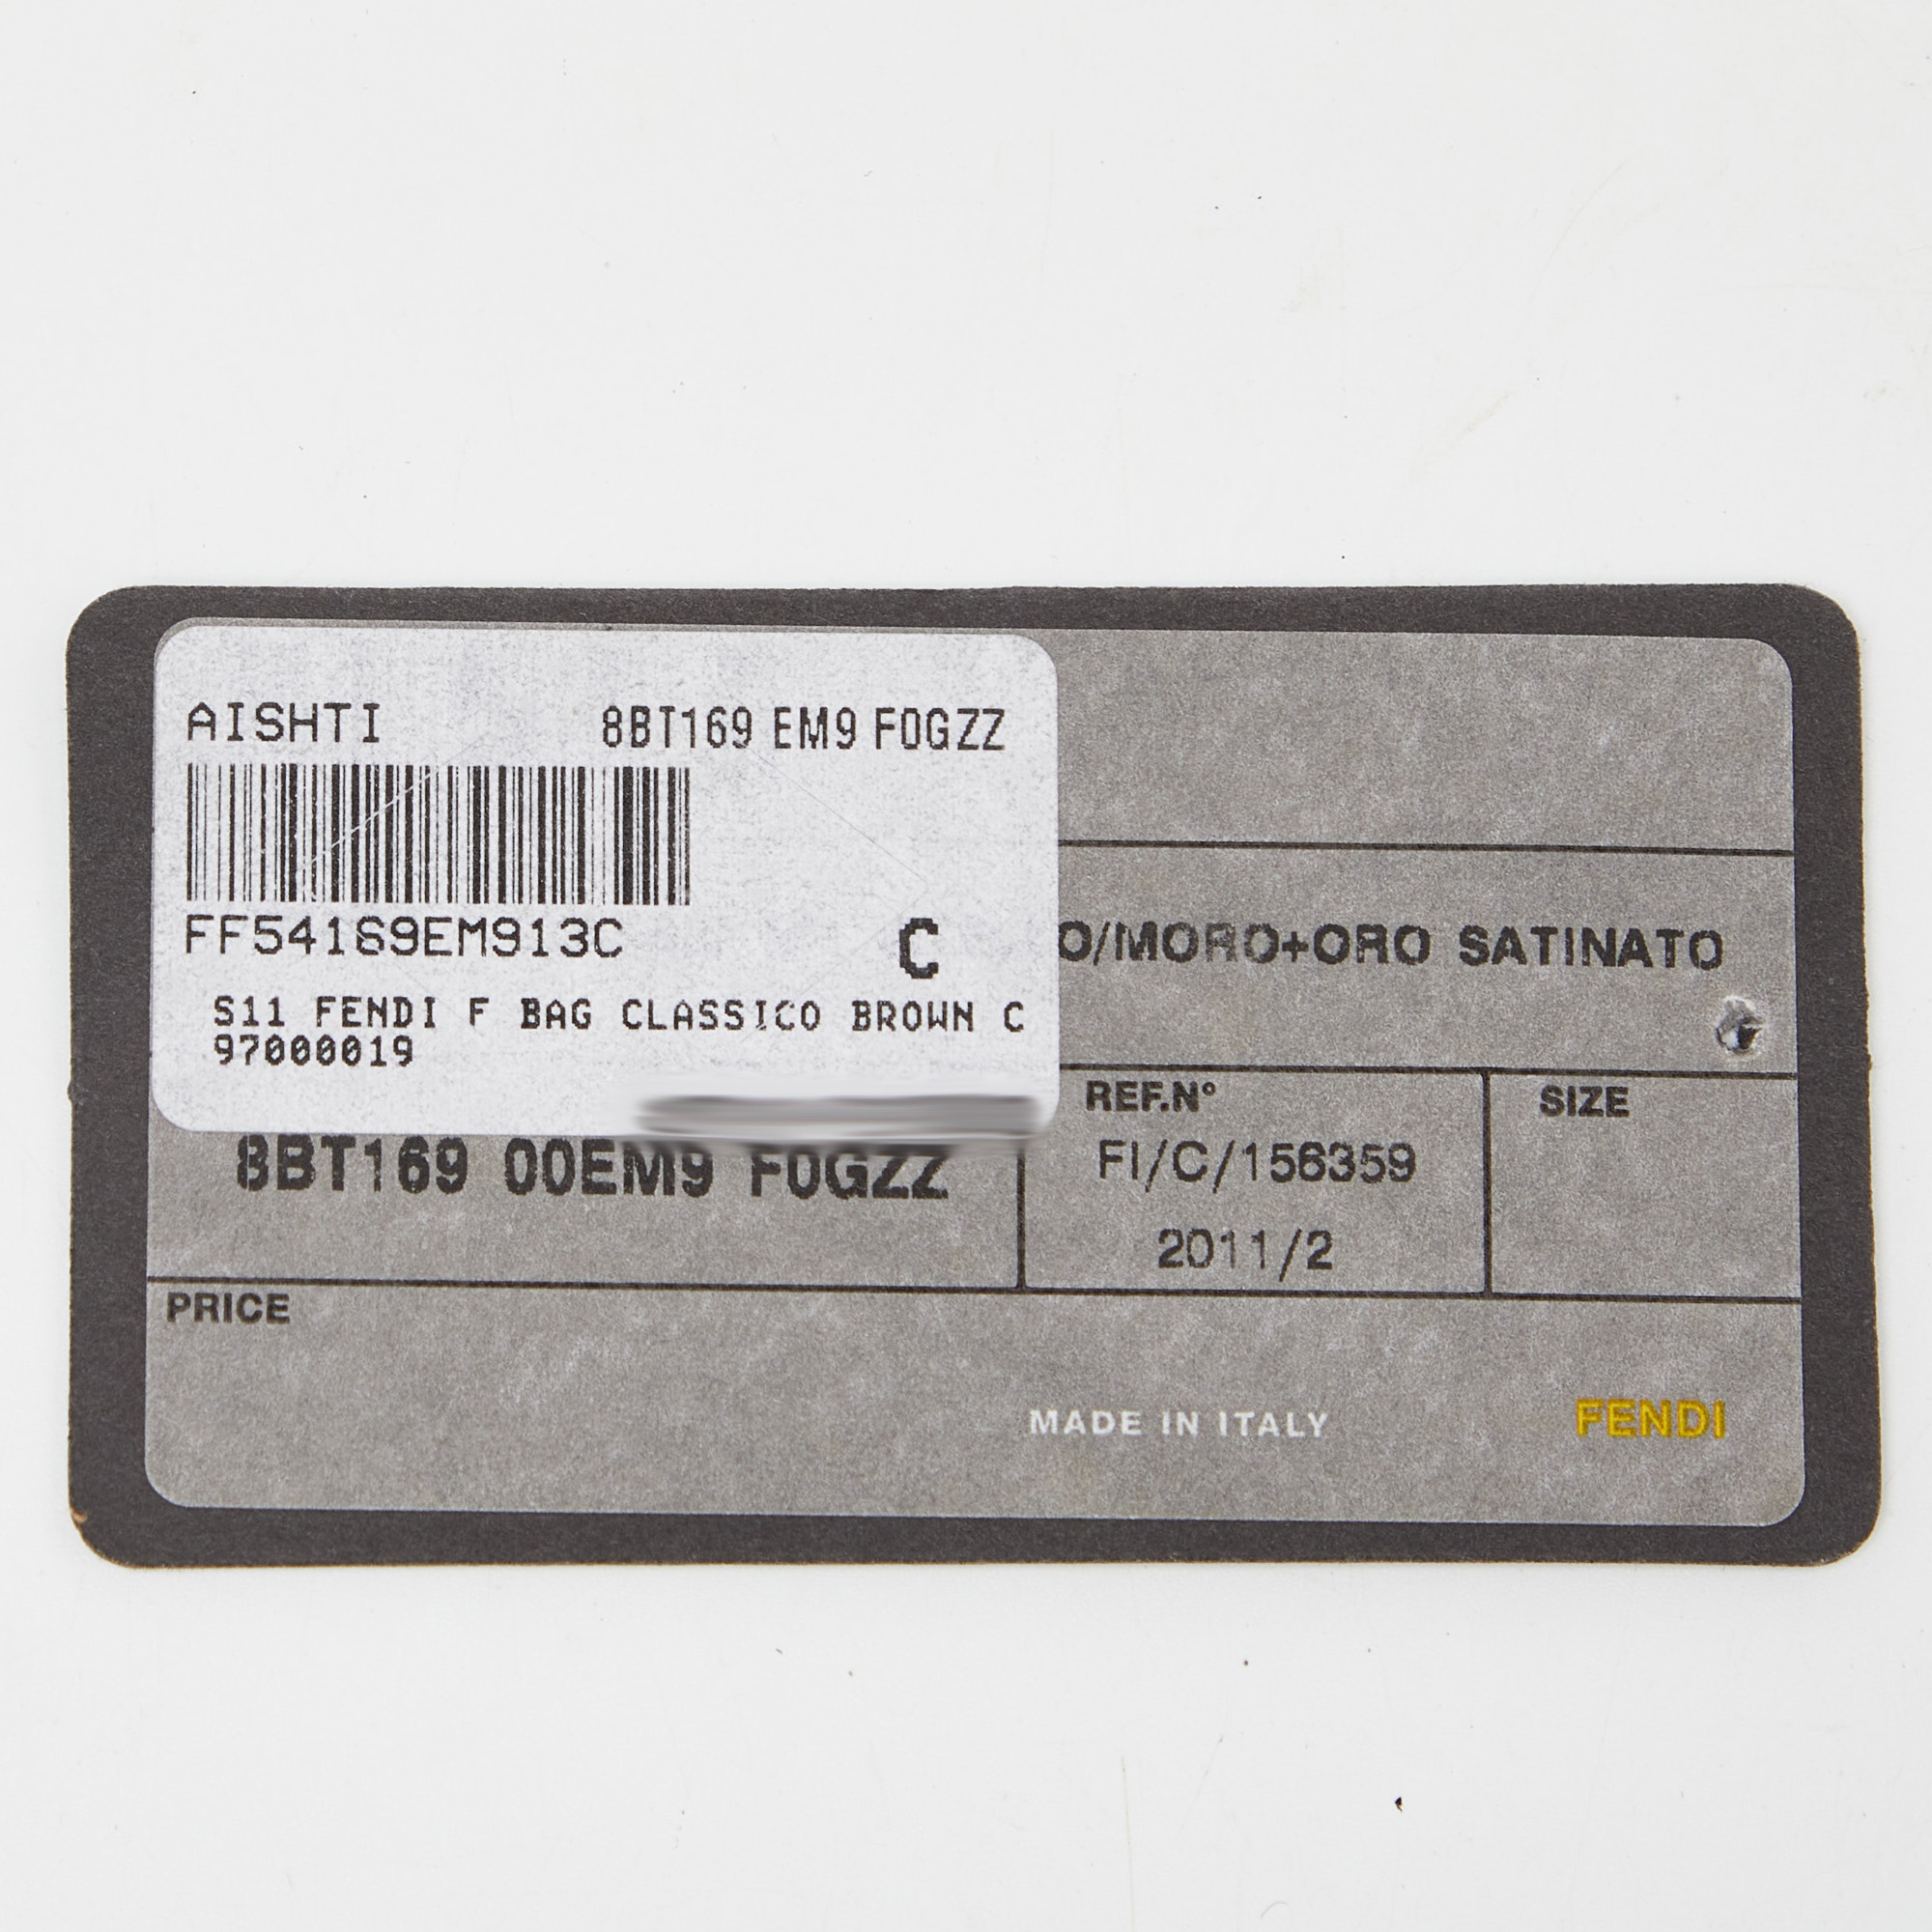 AISHTI 8BT169 EM9 F0GZZ
FF54169EM913C
C
S11 FENDI F BAG CLASSICO BROWN C
97000019
O/MORO+ORO SATINATO
8BT169 00EM9 F0GZZ
REF.N°
FI/C/156359
2011/2
SIZE
PRICE
MADE IN ITALY
FENDI